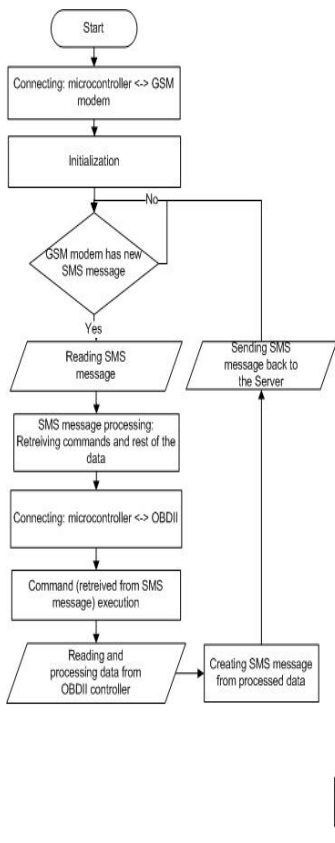 Start
Connecting: microcontroller <-> GSM
modem
Initialization
No
GSM modem has new
SMS message
Yes
Reading SMS
message
Sending SMS
message back to
the Server
SMS message processing:
Retreiving commands and rest of the
data
Connecting: microcontroller <-> OBDII
Command (retreived from SMS
message) execution
Reading and
processing data from
OBDII controller
Creating SMS message
from processed data